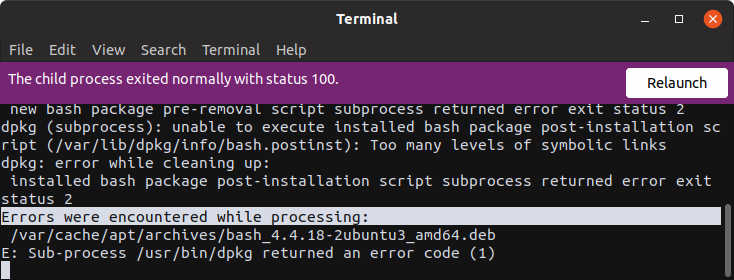 Terminal
File Edit View Search Terminal Help
The child process exited normally with status 100.
Relaunch
new bash package pre-removal script subprocess returned error exit status 2
dpkg (subprocess): unable to execute installed bash package post-installation sc
ript (/var/lib/dpkg/info/bash.postinst): Too many levels of symbolic links
dpkg: error while cleaning up:
installed bash package post-installation script subprocess returned error exit
status 2
Errors were encountered while processing:
/var/cache/apt/archives/bash_4.4.18-2ubuntu3_amd64.deb
E: Sub-process /usr/bin/dpkg returned an error code (1)